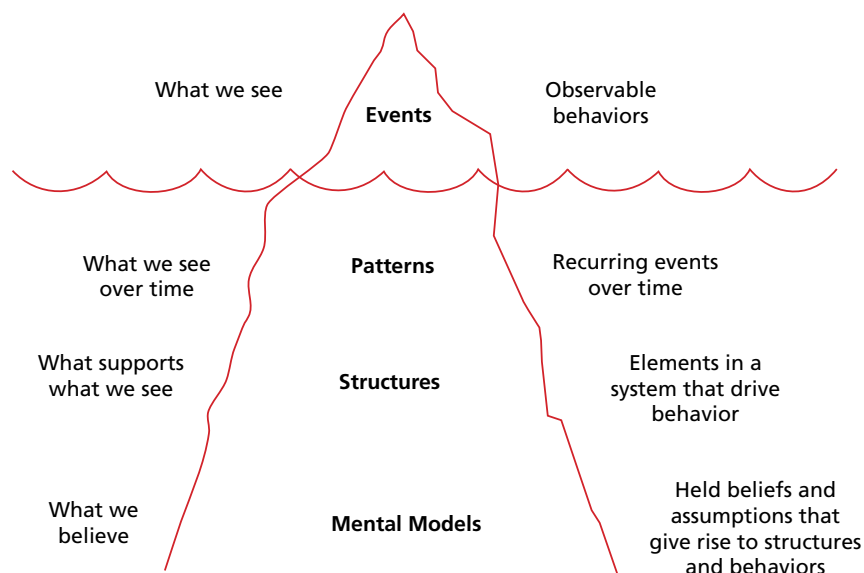 What we see
Events
Observable
behaviors
What we see
over time
Patterns
Recurring events
over time
What supports
what we see
Structures
Elements in a
system that drive
behavior
What we
believe
Mental Models
Held beliefs and
assumptions that
give rise to structures
and behaviors